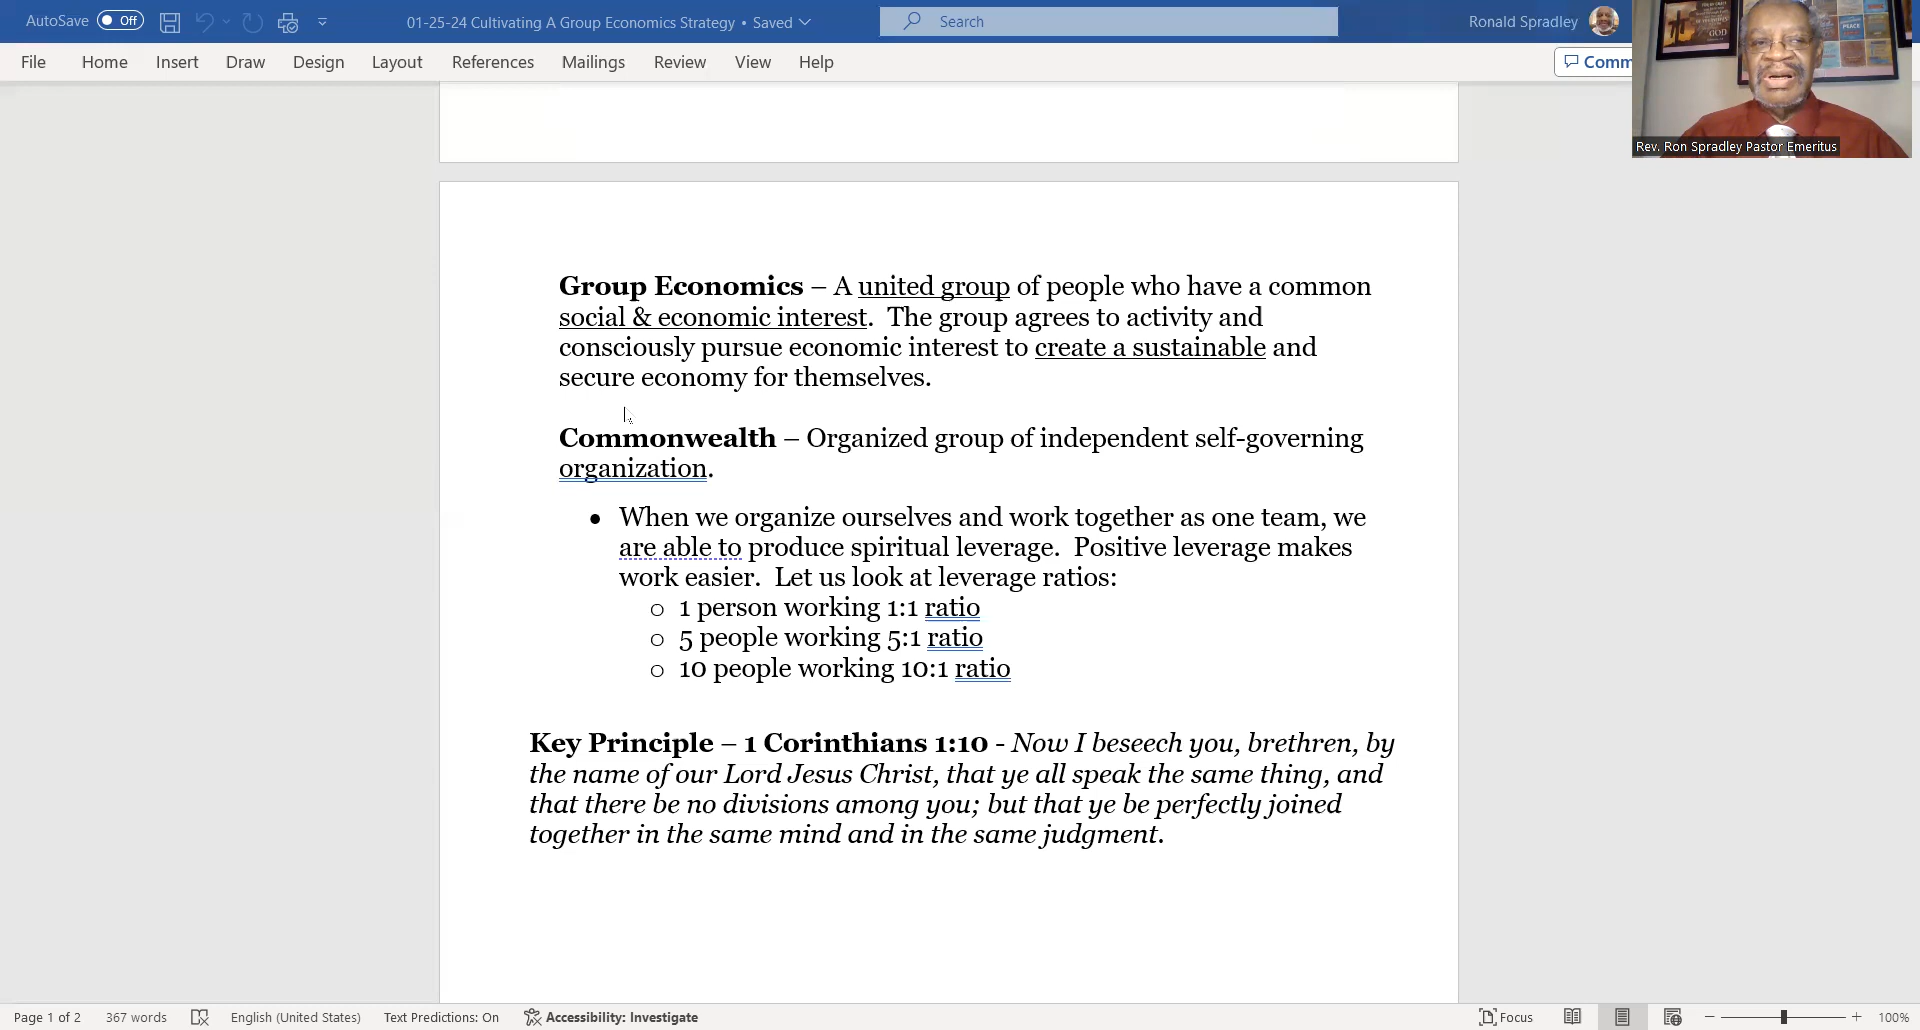 AutoSave Off 01-25-24 Cultivating A Group Economics Strategy • Saved Search Ronald Spradley
File Home Insert Draw Design Layout References Mailings Review View Help Comm
GOD
PEACE
Rev. Ron Spradley Pastor Emeritus
Group Economics – A united group of people who have a common
social & economic interest.  The group agrees to activity and
consciously pursue economic interest to create a sustainable and
secure economy for themselves.
Commonwealth – Organized group of independent self-governing
organization.
• When we organize ourselves and work together as one team, we
are able to produce spiritual leverage.  Positive leverage makes
work easier.  Let us look at leverage ratios:
o 1 person working 1:1 ratio
o 5 people working 5:1 ratio
o 10 people working 10:1 ratio
Key Principle – 1 Corinthians 1:10 - Now I beseech you, brethren, by
the name of our Lord Jesus Christ, that ye all speak the same thing, and
that there be no divisions among you; but that ye be perfectly joined
together in the same mind and in the same judgment.
Page 1 of 2 367 words English (United States) Text Predictions: On Accessibility: Investigate Focus 100%